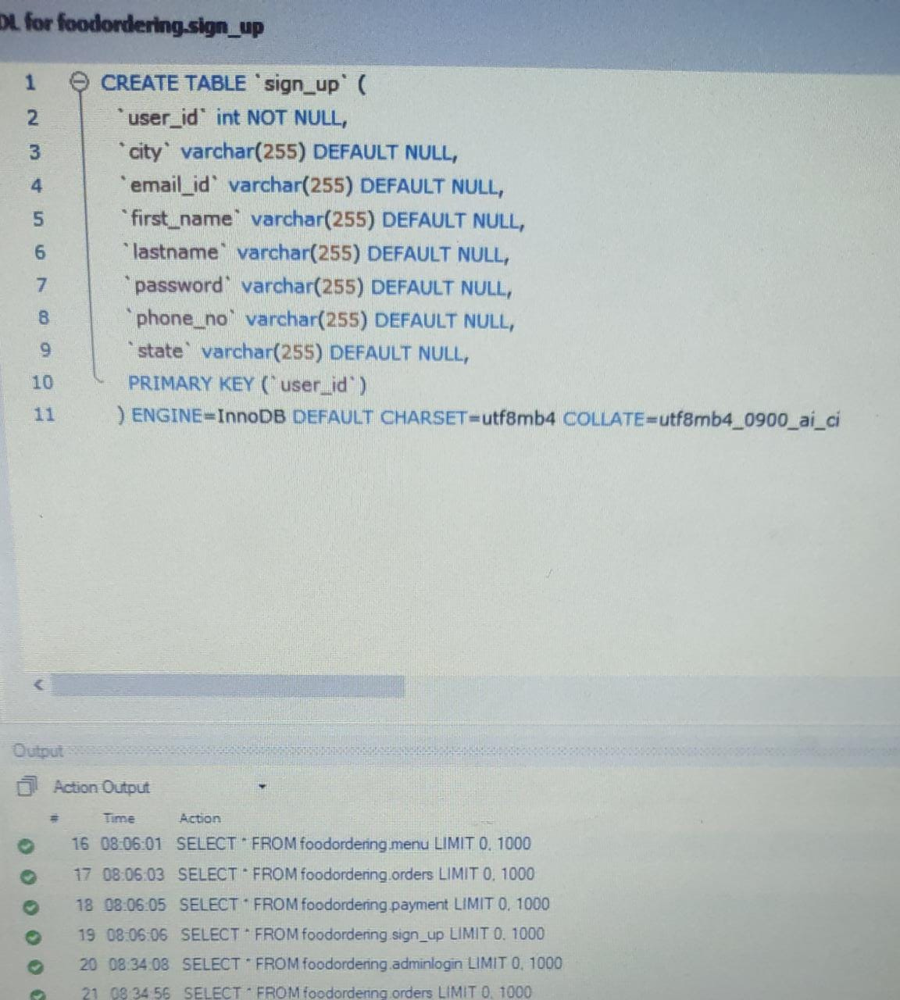 DL for foodordering.sign_up
1 CREATE TABLE `sign_up` (
2 `user_id` int NOT NULL,
3 `city` varchar(255) DEFAULT NULL,
4 `email_id` varchar(255) DEFAULT NULL,
5 `first_name` varchar(255) DEFAULT NULL,
6 `lastname` varchar(255) DEFAULT NULL,
7 `password` varchar(255) DEFAULT NULL,
8 `phone_no` varchar(255) DEFAULT NULL,
9 `state` varchar(255) DEFAULT NULL,
10 PRIMARY KEY (`user_id`)
11 ) ENGINE=InnoDB DEFAULT CHARSET=utf8mb4 COLLATE=utf8mb4_0900_ai_ci
Output
Action Output
# Time Action
16 08:06:01 SELECT * FROM foodordering.menu LIMIT 0, 1000
17 08:06:03 SELECT * FROM foodordering.orders LIMIT 0, 1000
18 08:06:05 SELECT * FROM foodordering.payment LIMIT 0, 1000
19 08:06:06 SELECT * FROM foodordering.sign_up LIMIT 0, 1000
20 08:34:08 SELECT * FROM foodordering.adminlogin LIMIT 0, 1000
21 08:34:56 SELECT * FROM foodordering.orders LIMIT 0, 1000